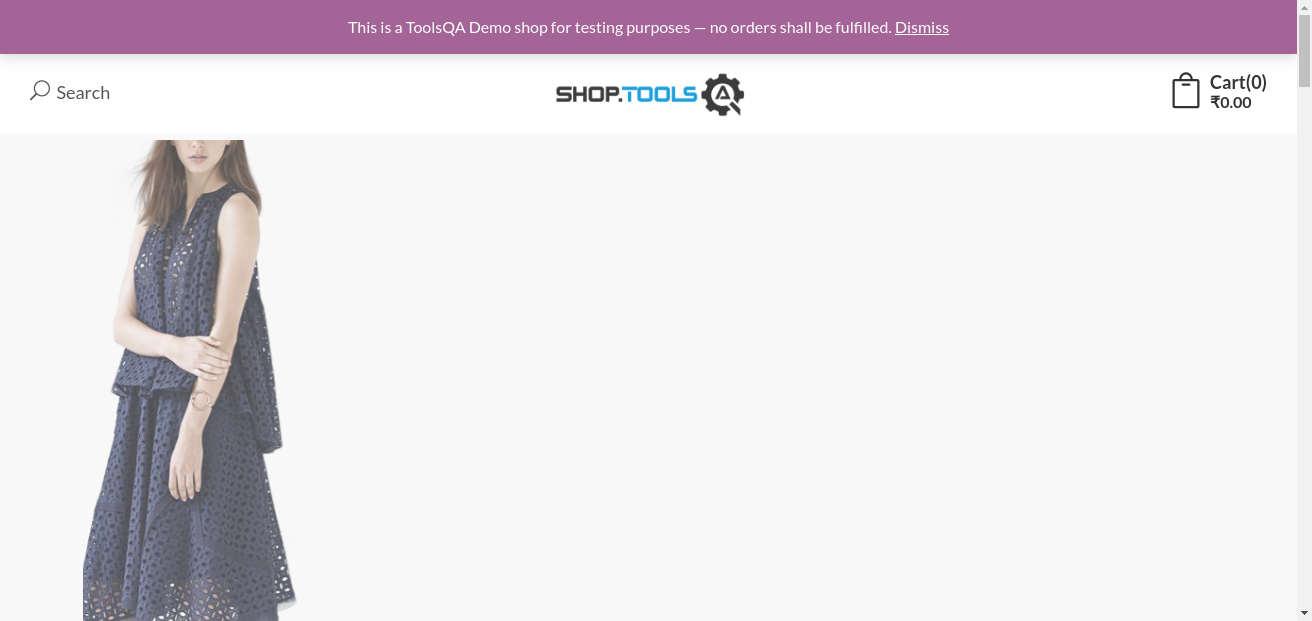 This is a ToolsQA Demo shop for testing purposes — no orders shall be fulfilled. Dismiss
Search
SHOP.TOOLS
Cart(0)
₹0.00